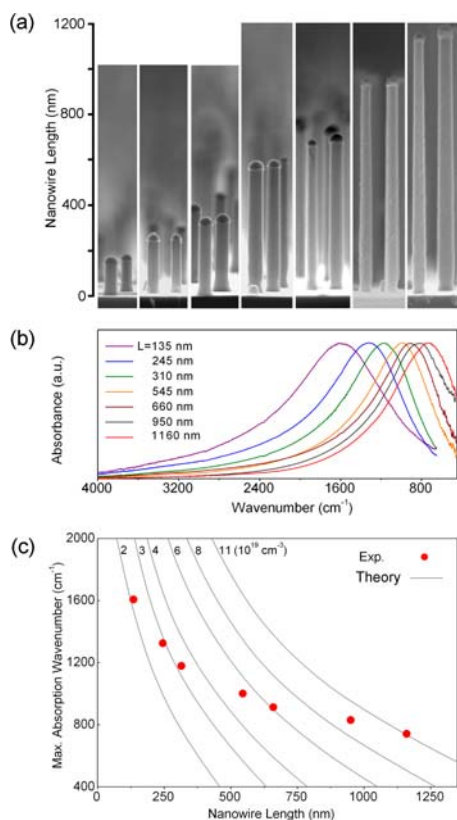 (a)
1200
800
400
0
Nanowire Length (nm)
(b)
L=135 nm
245 nm
310 nm
545 nm
660 nm
950 nm
1160 nm
Absorbance (a.u.)
4000 3200 2400 1600 800
Wavenumber (cm⁻¹)
(c)
2000
1600
1200
800
400
Max. Absorption Wavenumber (cm⁻¹)
2 3 4 6 8 11 (10¹⁹ cm⁻³)
Exp.
Theory
0 250 500 750 1000 1250
Nanowire Length (nm)